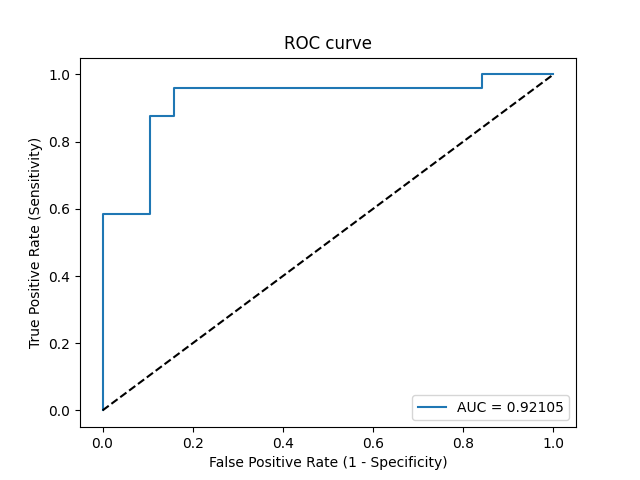 ROC curve
True Positive Rate (Sensitivity)
1.0
0.8
0.6
0.4
0.2
0.0
AUC = 0.92105
0.0 0.2 0.4 0.6 0.8 1.0
False Positive Rate (1 - Specificity)